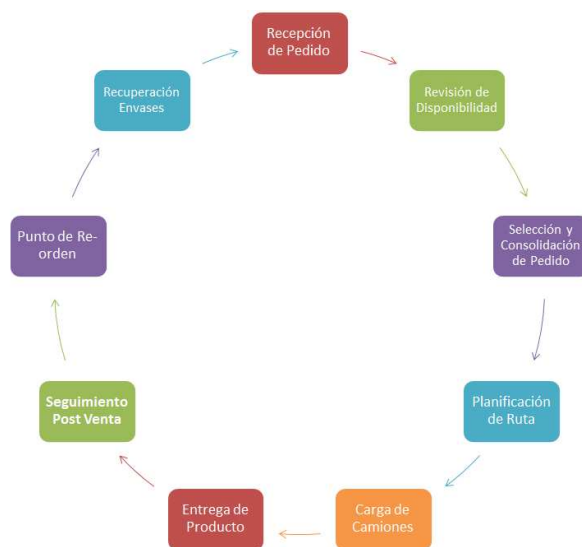 Recepción
de Pedido
Revisión de
Disponibilidad
Selección y
Consolidación
de Pedido
Planificación
de Ruta
Carga de
Camiones
Entrega de
Producto
Seguimiento
Post Venta
Punto de Re-
orden
Recuperación
Envases